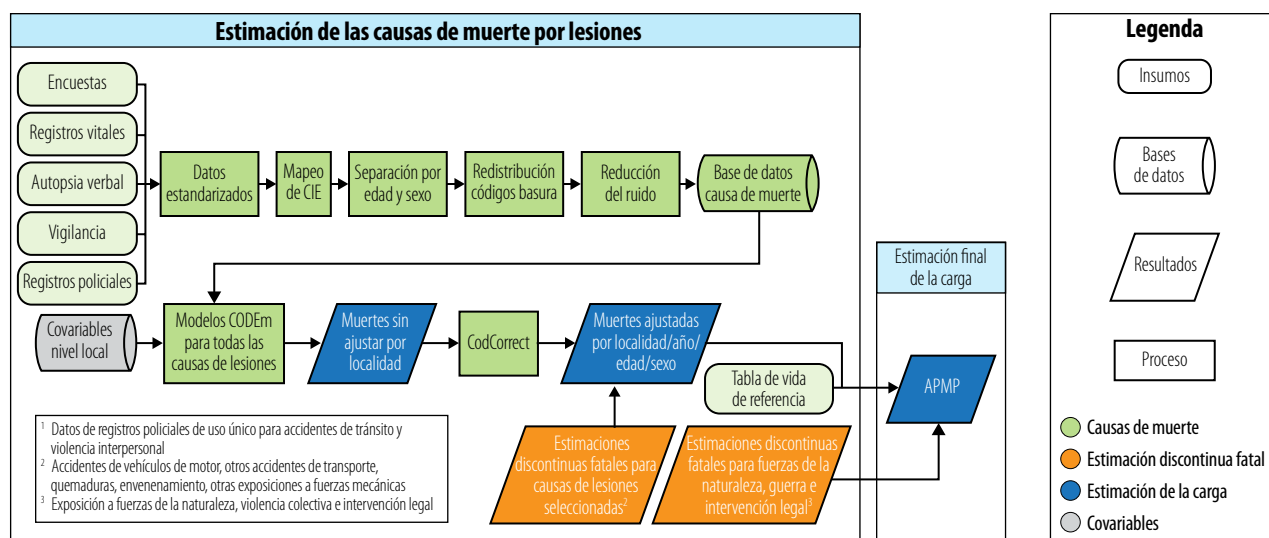 Estimación de las causas de muerte por lesiones
Encuestas
Registros vitales
Autopsia verbal
Vigilancia
Registros policiales
Datos
estandarizados
Mapeo
de CIE
Separación por
edad y sexo
Redistribución
códigos basura
Reducción
del ruido
Base de datos
causa de muerte
Covariables
nivel local
Modelos CODEm
para todas las
causas de lesiones
Muertes sin
ajustar por
localidad
CodCorrect
Muertes ajustadas
por localidad/año/
edad/sexo
Tabla de vida
de referencia
Estimaciones
discontinuas
fatales para
causas de lesiones
seleccionadas²
Estimaciones discontinuas
fatales para fuerzas de la
naturaleza, guerra e
intervención legal³
¹ Datos de registros policiales de uso único para accidentes de tránsito y
violencia interpersonal
² Accidentes de vehículos de motor, otros accidentes de transporte,
quemaduras, envenenamiento, otras exposiciones a fuerzas mecánicas
³ Exposición a fuerzas de la naturaleza, violencia colectiva e intervención legal
Estimación final
de la carga
APMP
Legenda
Insumos
Bases
de datos
Resultados
Proceso
Causas de muerte
Estimación discontinua fatal
Estimación de la carga
Covariables